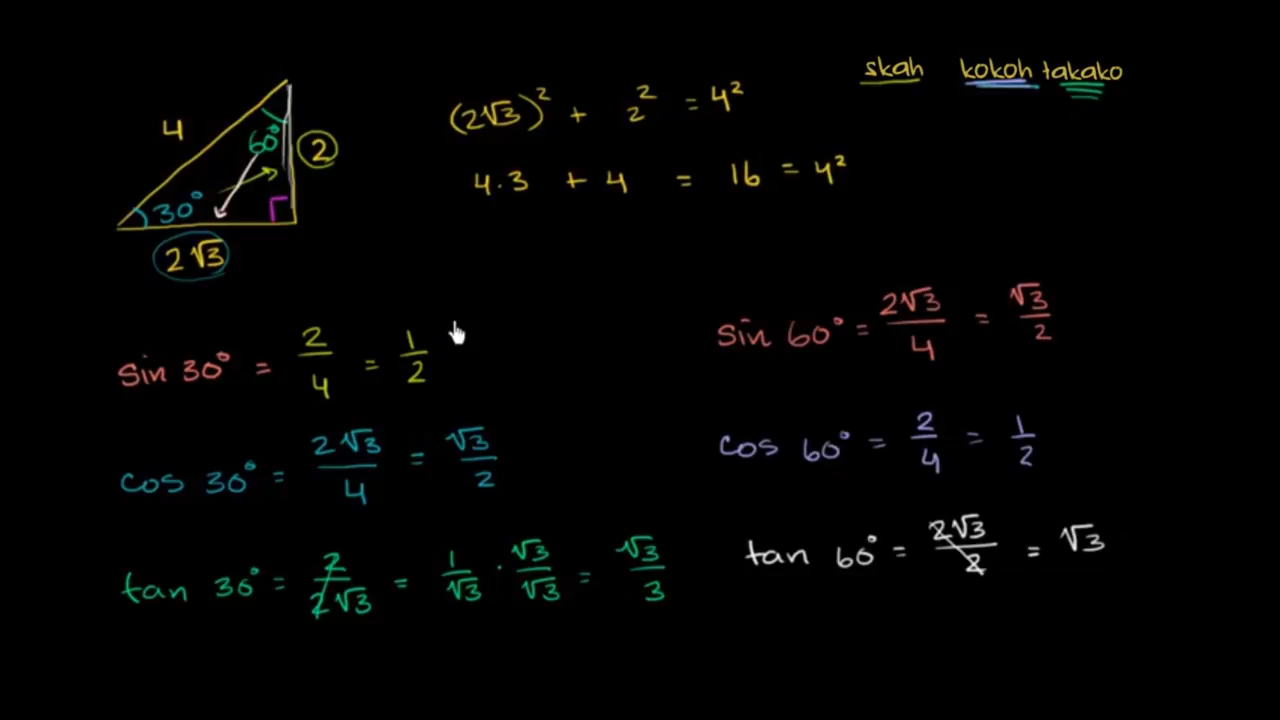 skah kokoh takako
4
60°
2
30°
2√3
(2√3)² + 2² = 4²
4.3 + 4 = 16 = 4²
sin 30° = 2/4 = 1/2
cos 30° = 2√3/4 = √3/2
tan 30° = 2/2√3 = 1/√3 · √3/√3 = √3/3
sin 60° = 2√3/4 = √3/2
cos 60° = 2/4 = 1/2
tan 60° = 2√3/2 = √3